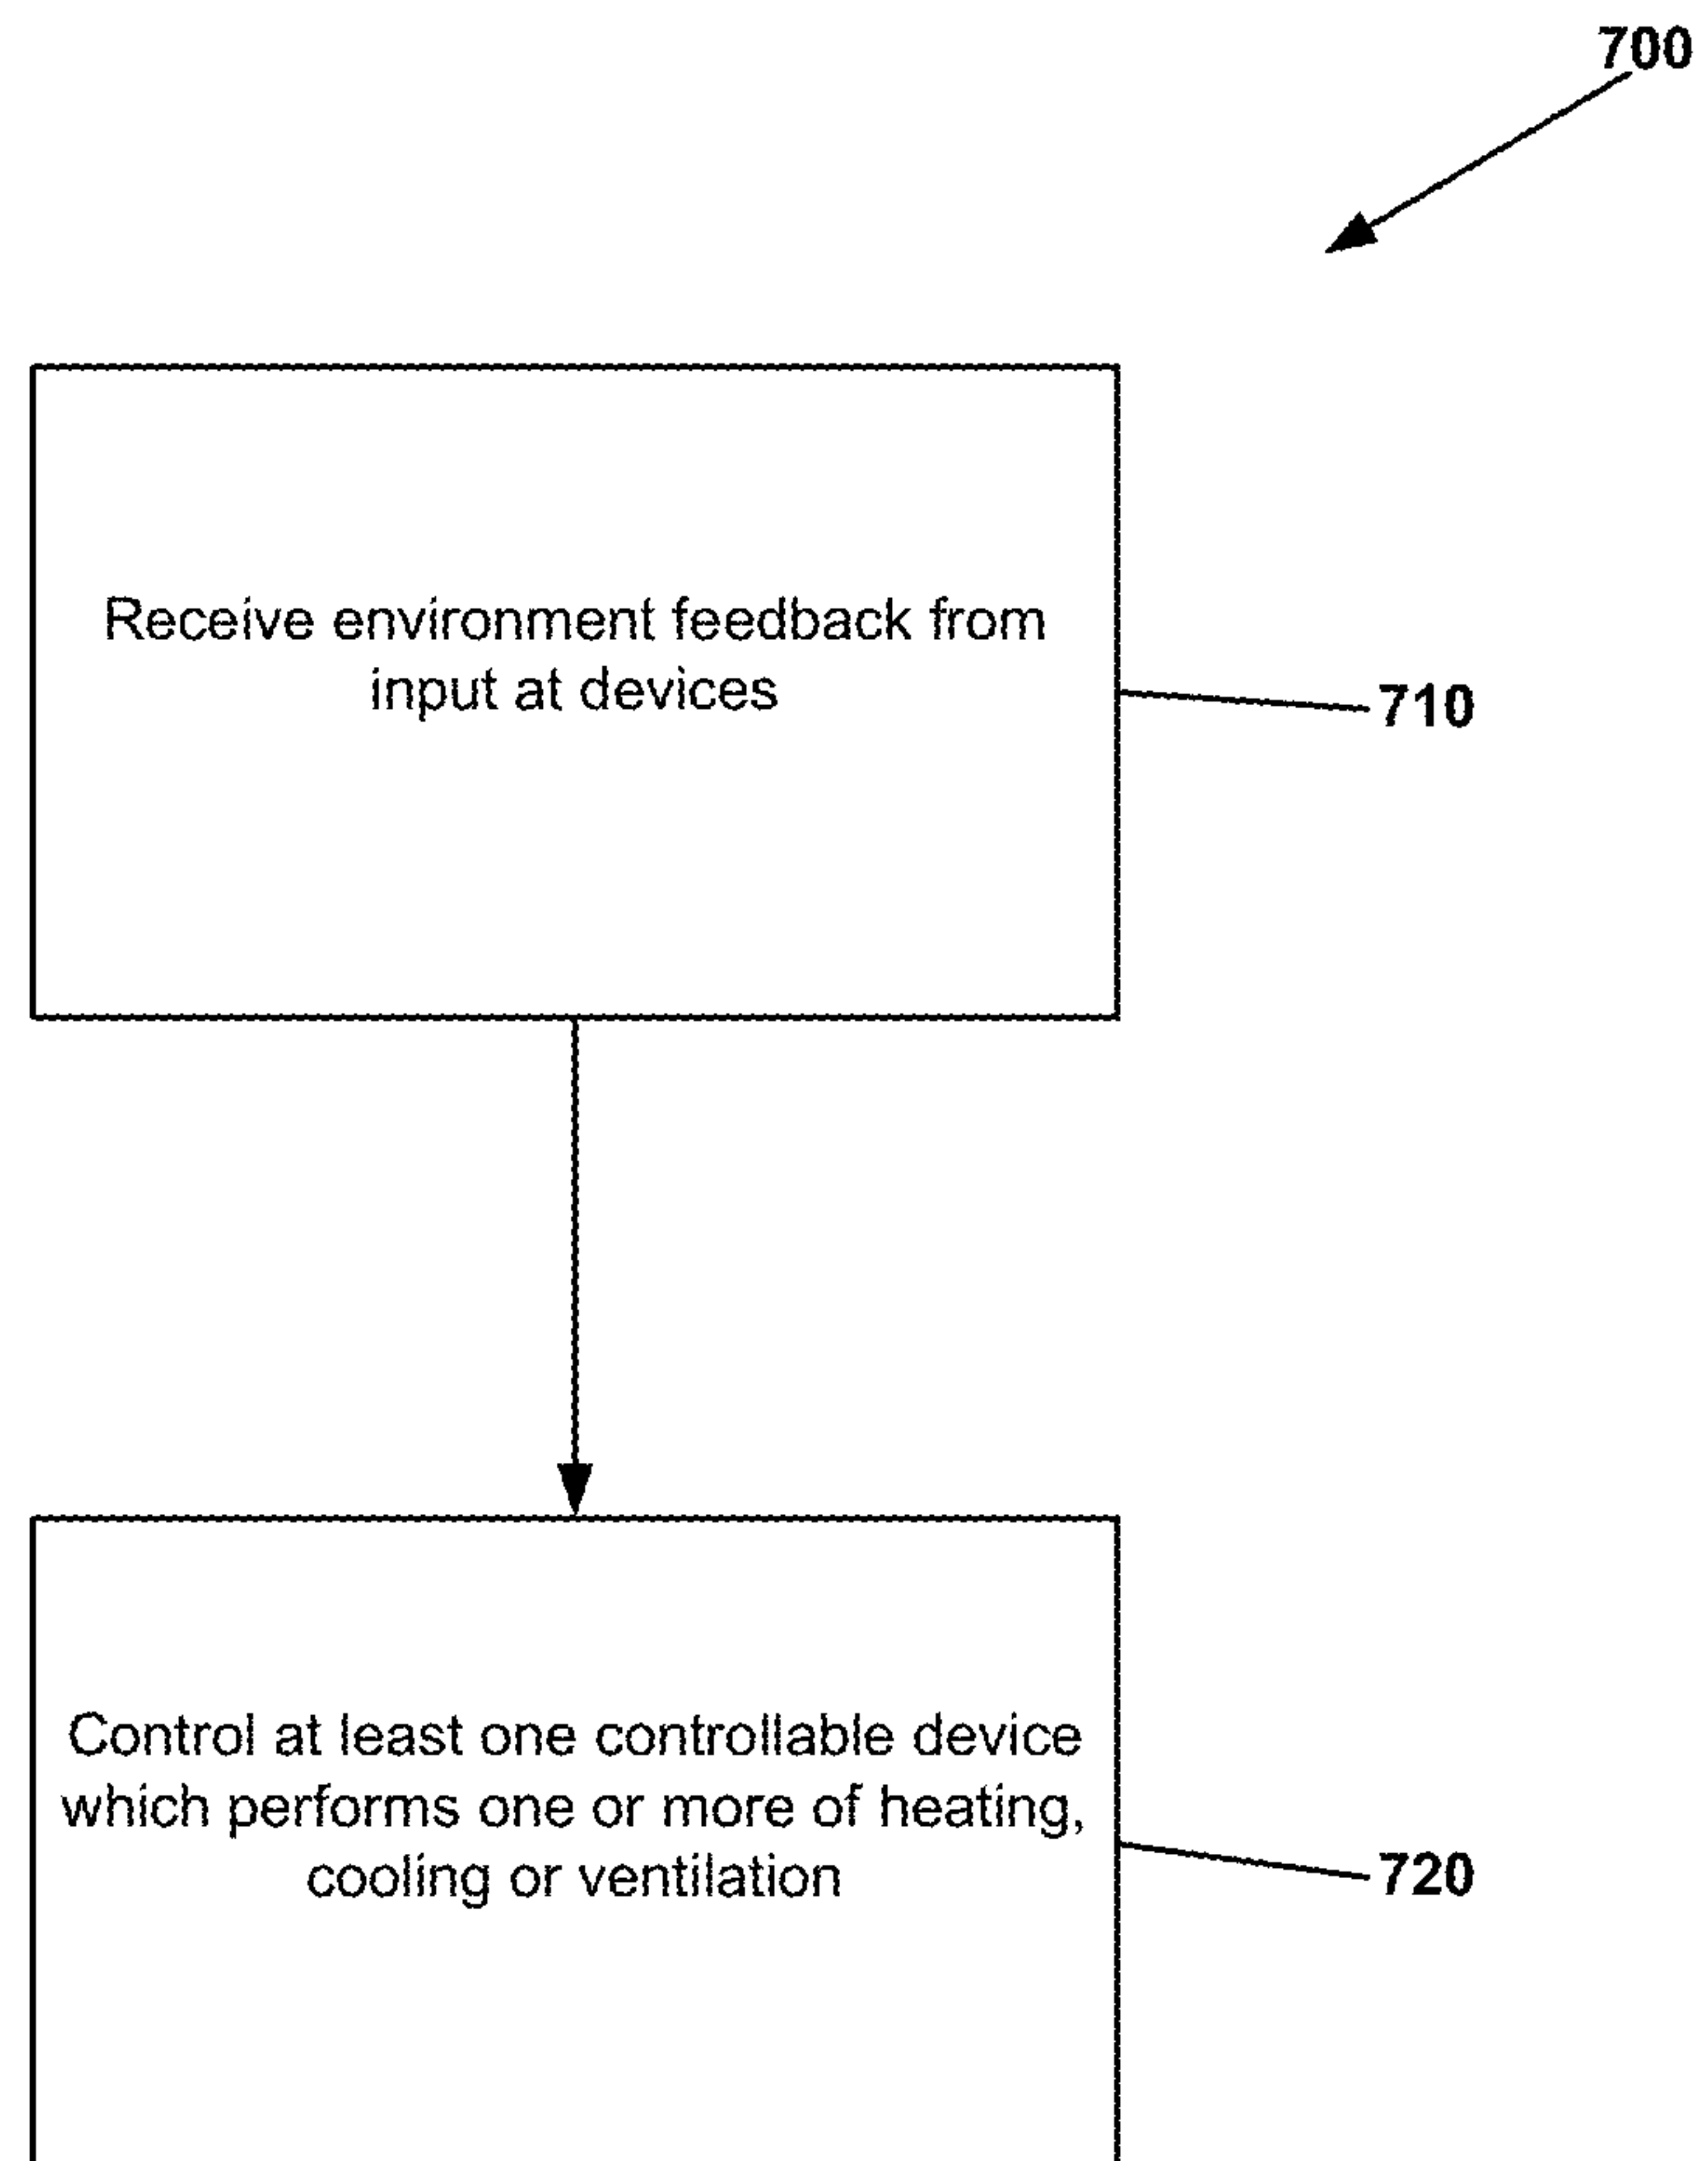 700
Receive environment feedback from
input at devices
710
Control at least one controllable device
which performs one or more of heating,
cooling or ventilation
720